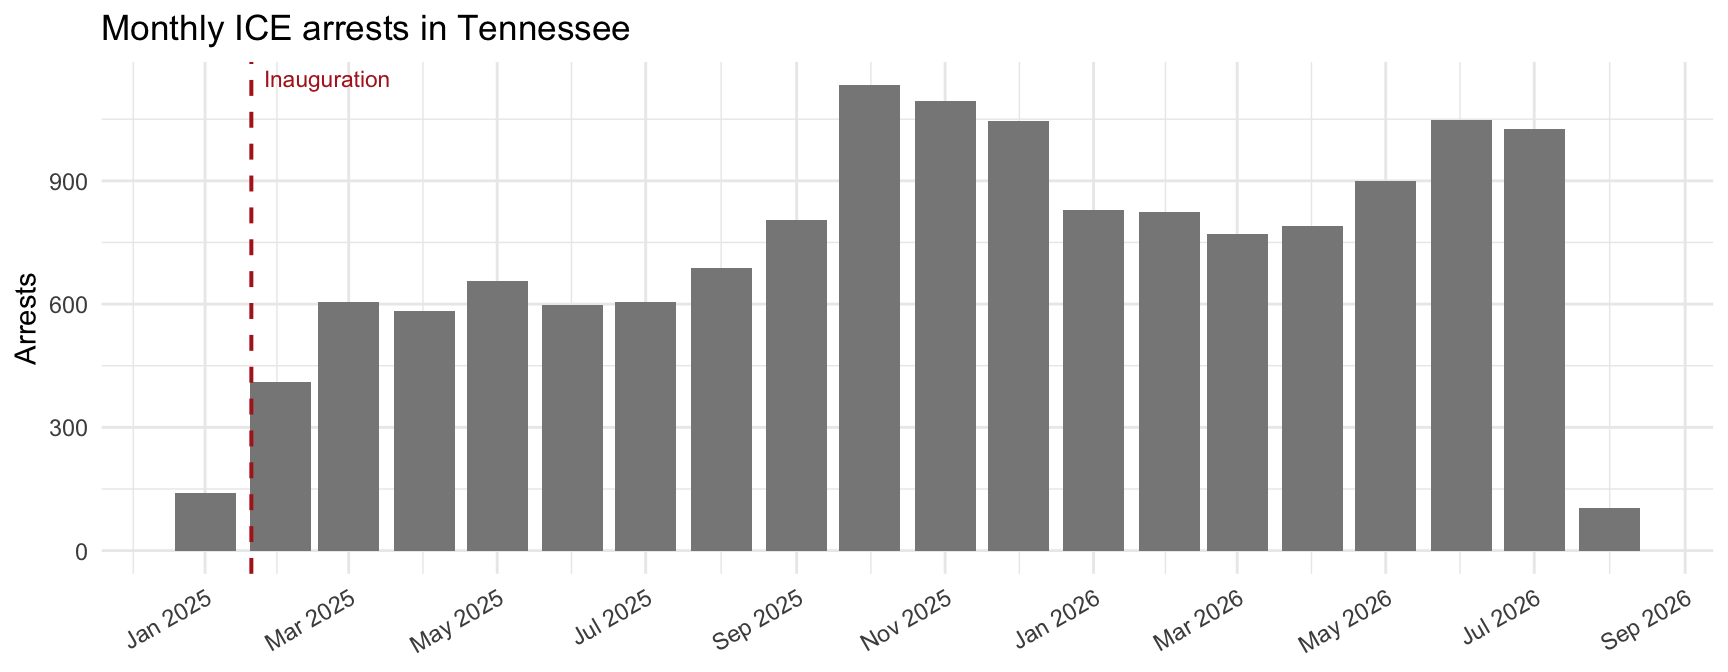 Monthly ICE arrests in Tennessee
Inauguration
900
600
300
0
Arrests
Jan 2025
Mar 2025
May 2025
Jul 2025
Sep 2025
Nov 2025
Jan 2026
Mar 2026
May 2026
Jul 2026
Sep 2026